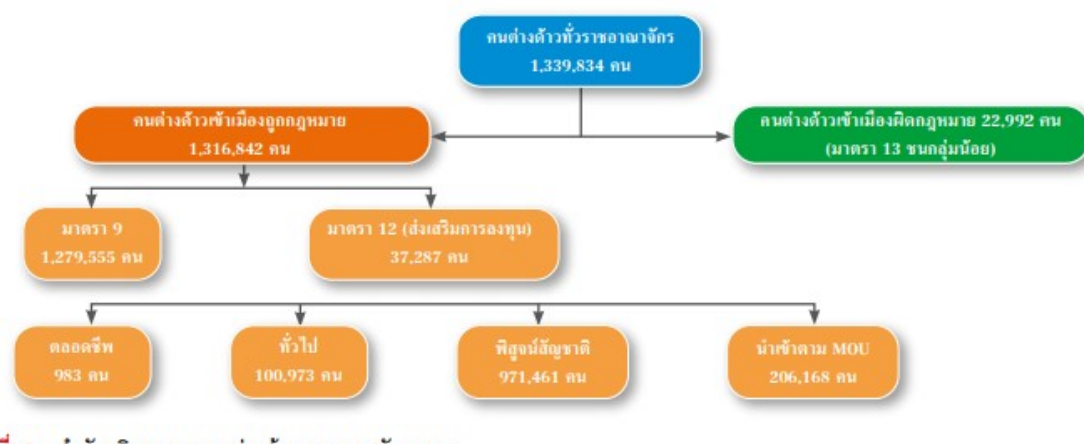 คนต่างด้าวทั่วราชอาณาจักร
1,339,834 คน
คนต่างด้าวเข้าเมืองถูกกฎหมาย
1,316,842 คน
คนต่างด้าวเข้าเมืองผิดกฎหมาย 22,992 คน
(มาตรา 13 ชนกลุ่มน้อย)
มาตรา 9
1,279,555 คน
มาตรา 12 (ส่งเสริมการลงทุน)
37,287 คน
ตลอดชีพ
983 คน
ทั่วไป
100,973 คน
พิสูจน์สัญชาติ
971,461 คน
นำเข้าตาม MOU
206,168 คน